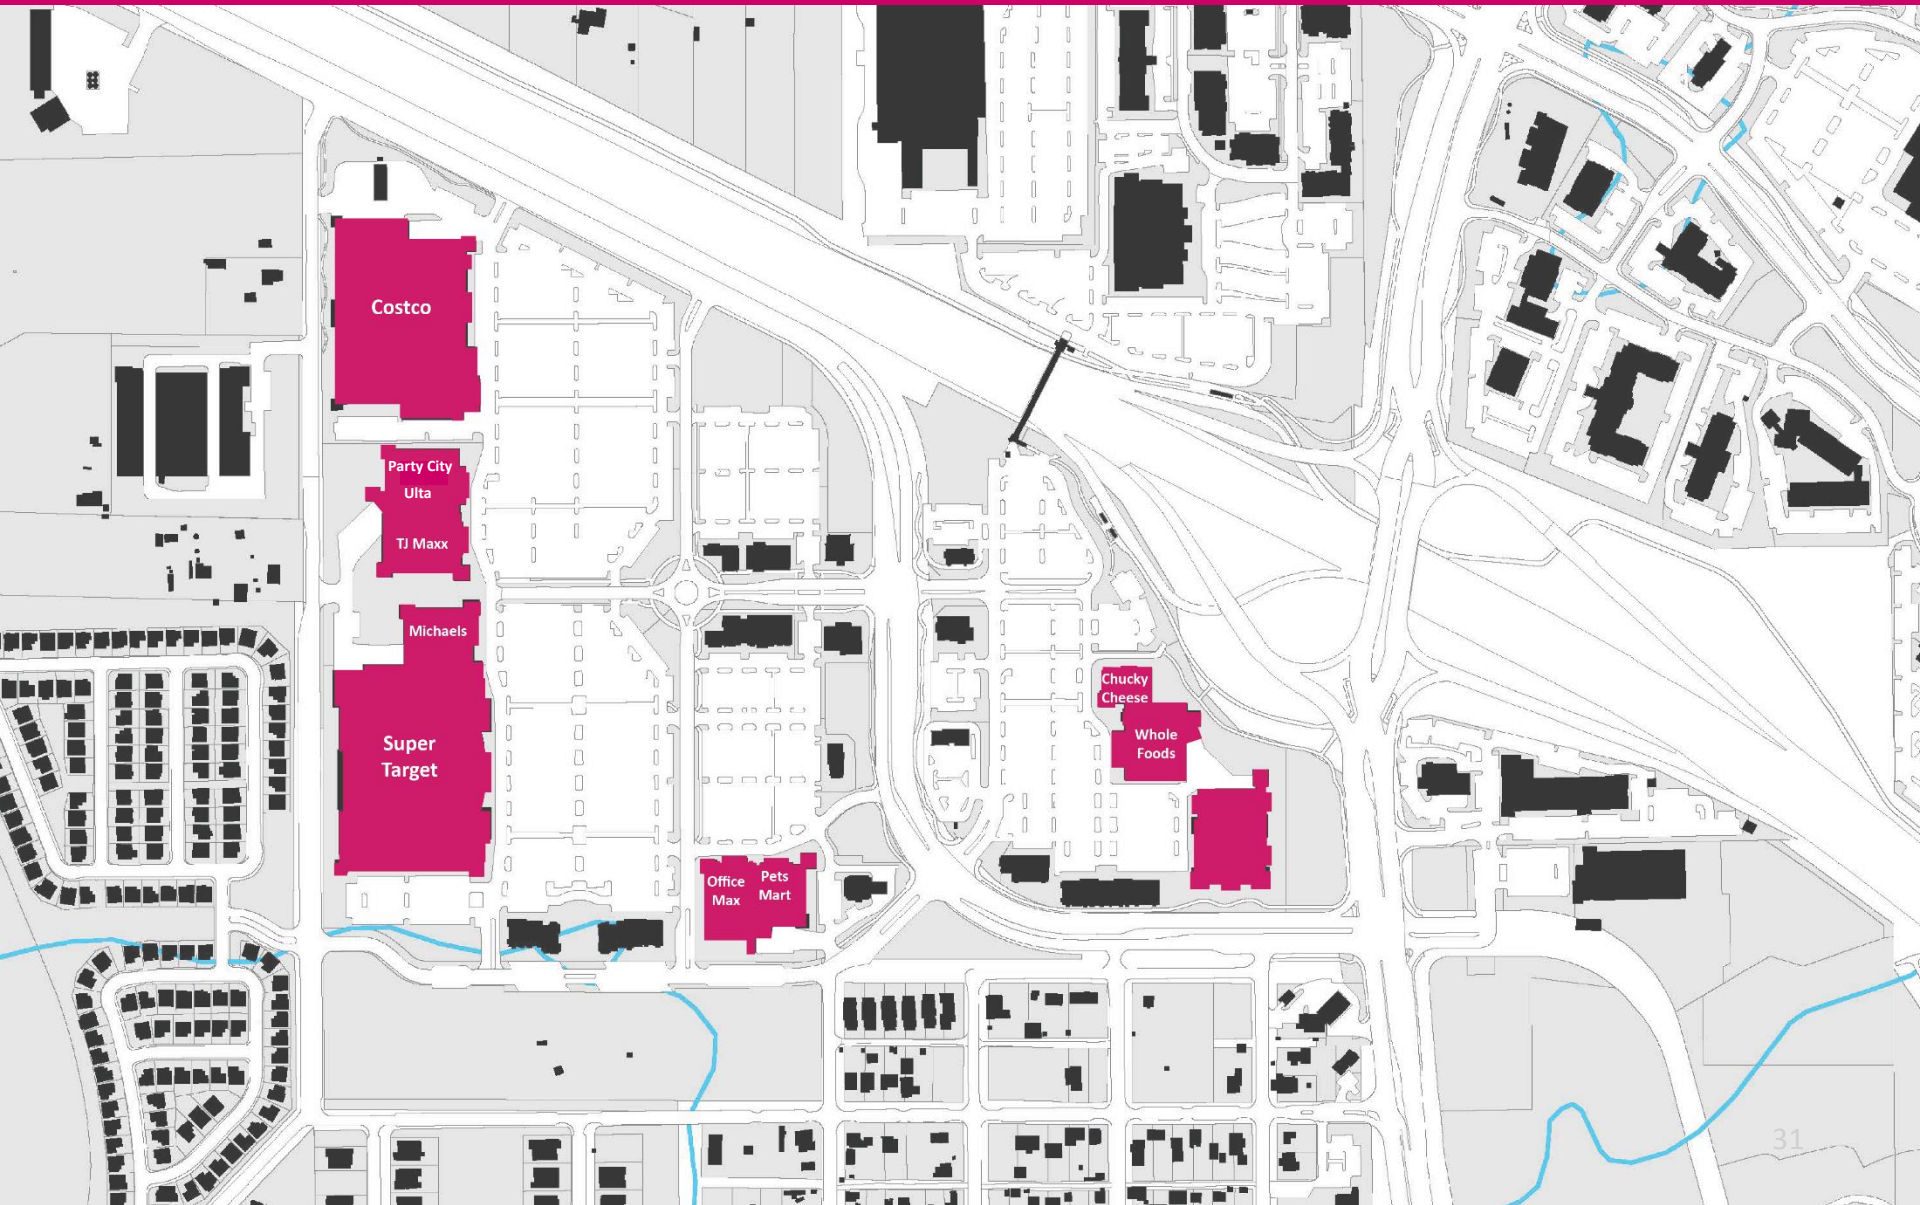 Costco
Party City
Ulta
TJ Maxx
Michaels
Super
Target
Office
Max
Pets
Mart
Chucky
Cheese
Whole
Foods
31